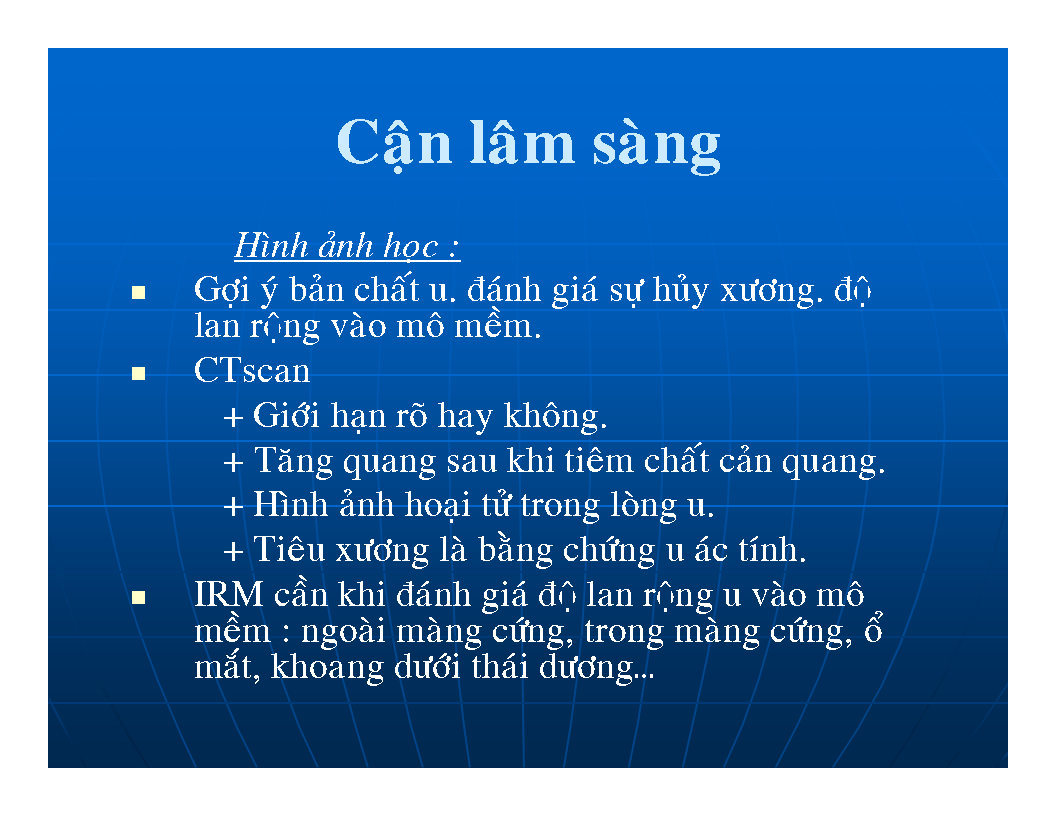 Cận lâm sàng
Hình ảnh học :
Gợi ý bản chất u. đánh giá sự hủy xương. độ
lan rộng vào mô mềm.
CTscan
+ Giới hạn rõ hay không.
+ Tăng quang sau khi tiêm chất cản quang.
+ Hình ảnh hoại tử trong lòng u.
+ Tiêu xương là bằng chứng u ác tính.
IRM cần khi đánh giá độ lan rộng u vào mô
mềm : ngoài màng cứng, trong màng cứng, ổ
mắt, khoang dưới thái dương...